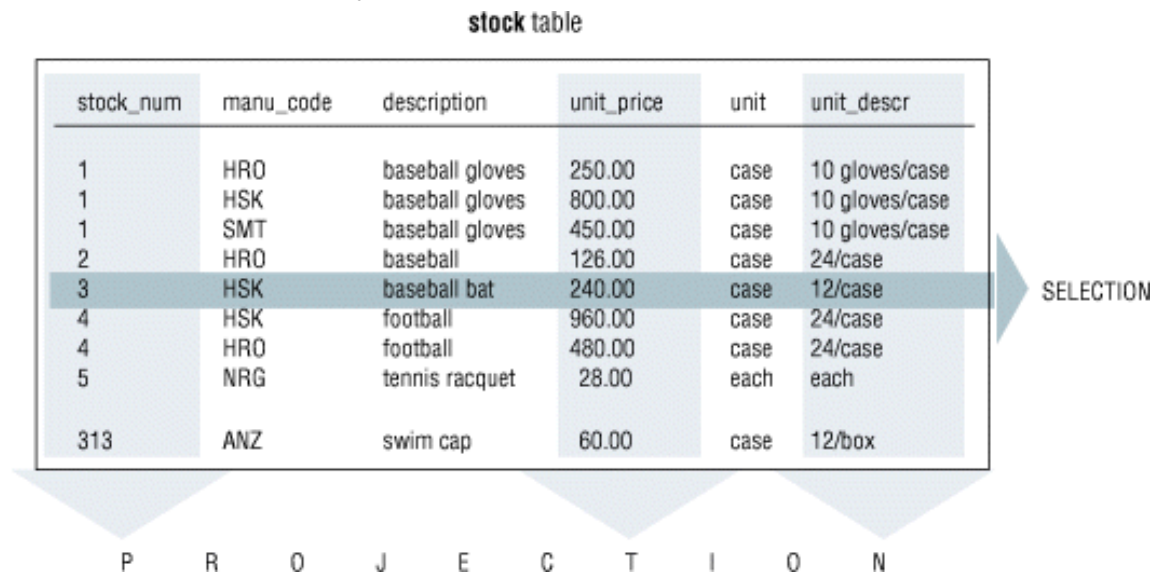 stock table
stock_num manu_code description unit_price unit unit_descr
1 HRO baseball gloves 250.00 case 10 gloves/case
1 HSK baseball gloves 800.00 case 10 gloves/case
1 SMT baseball gloves 450.00 case 10 gloves/case
2 HRO baseball 126.00 case 24/case
3 HSK baseball bat 240.00 case 12/case
SELECTION
4 HSK football 960.00 case 24/case
4 HRO football 480.00 case 24/case
5 NRG tennis racquet 28.00 each each
313 ANZ swim cap 60.00 case 12/box
P R O J E C T I O N